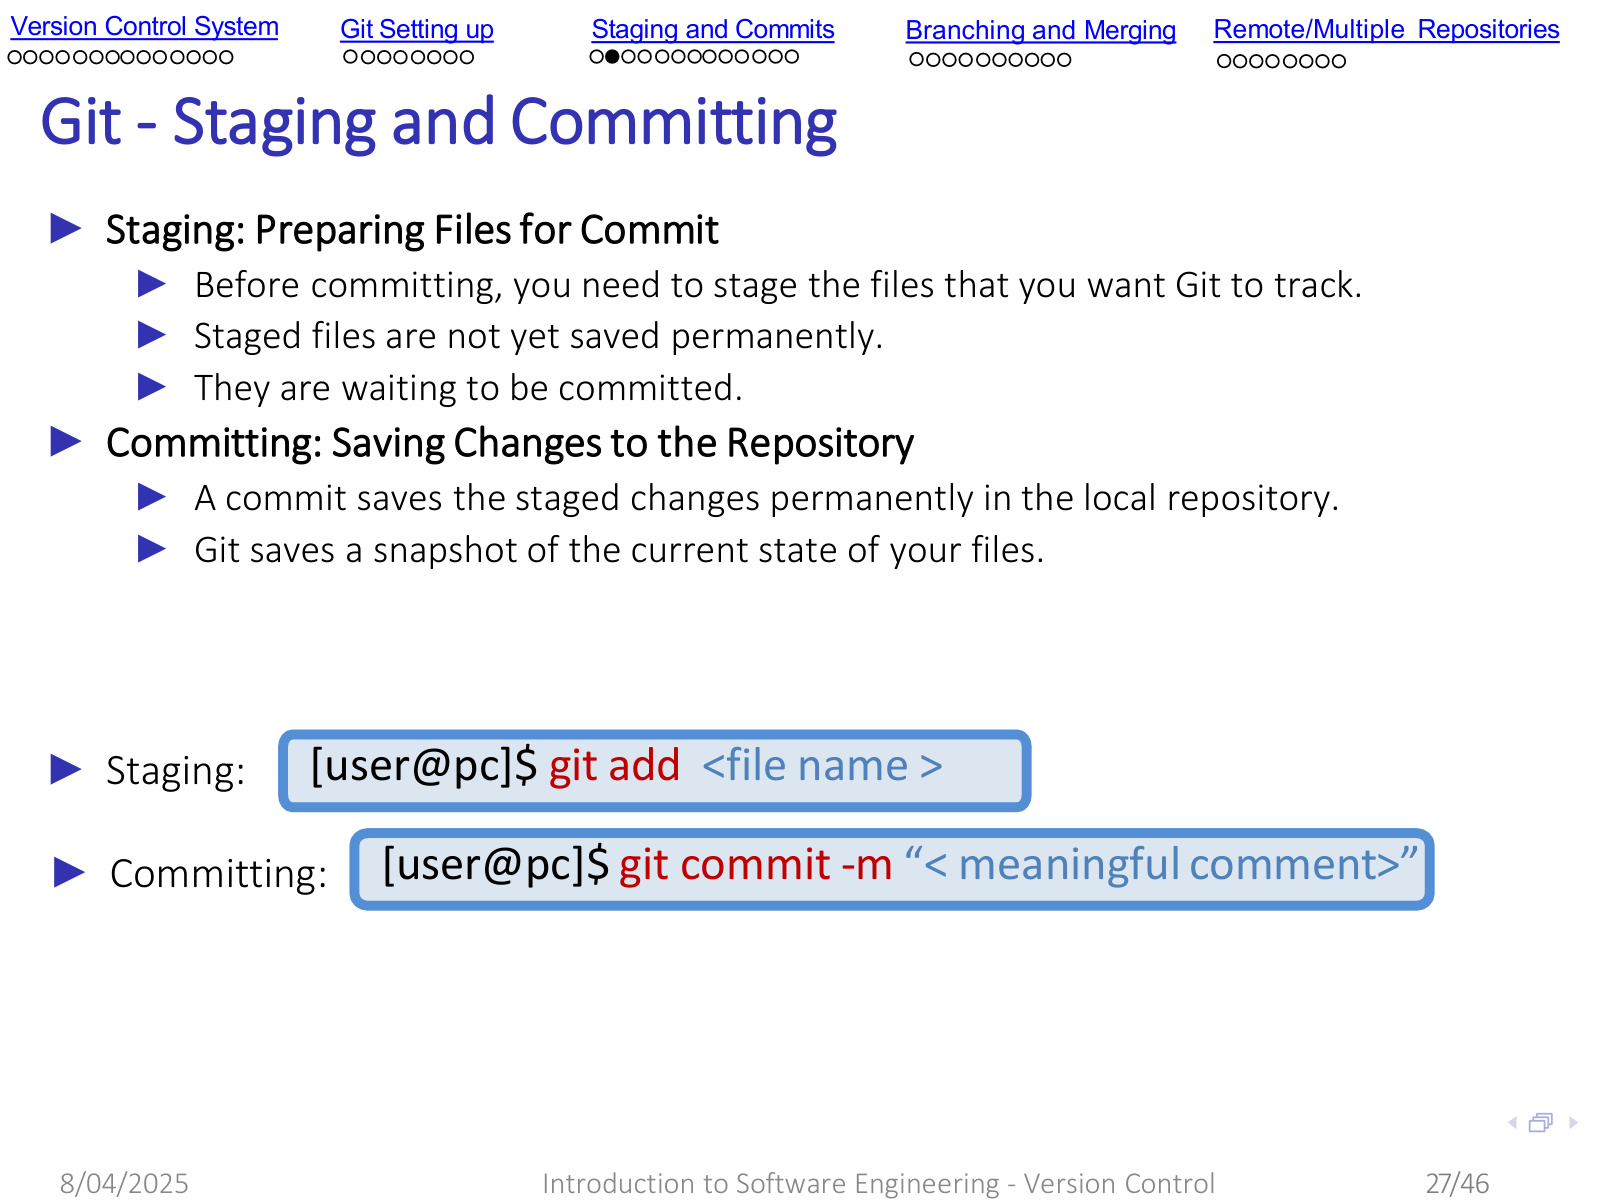 Version Control System
Git Setting up
Staging and Commits
Branching and Merging
Remote/Multiple Repositories
Git - Staging and Committing
Staging: Preparing Files for Commit
Before committing, you need to stage the files that you want Git to track.
Staged files are not yet saved permanently.
They are waiting to be committed.
Committing: Saving Changes to the Repository
A commit saves the staged changes permanently in the local repository.
Git saves a snapshot of the current state of your files.
Staging: [user@pc]$ git add <file name >
Committing: [user@pc]$ git commit -m “< meaningful comment>”
8/04/2025 Introduction to Software Engineering - Version Control 27/46